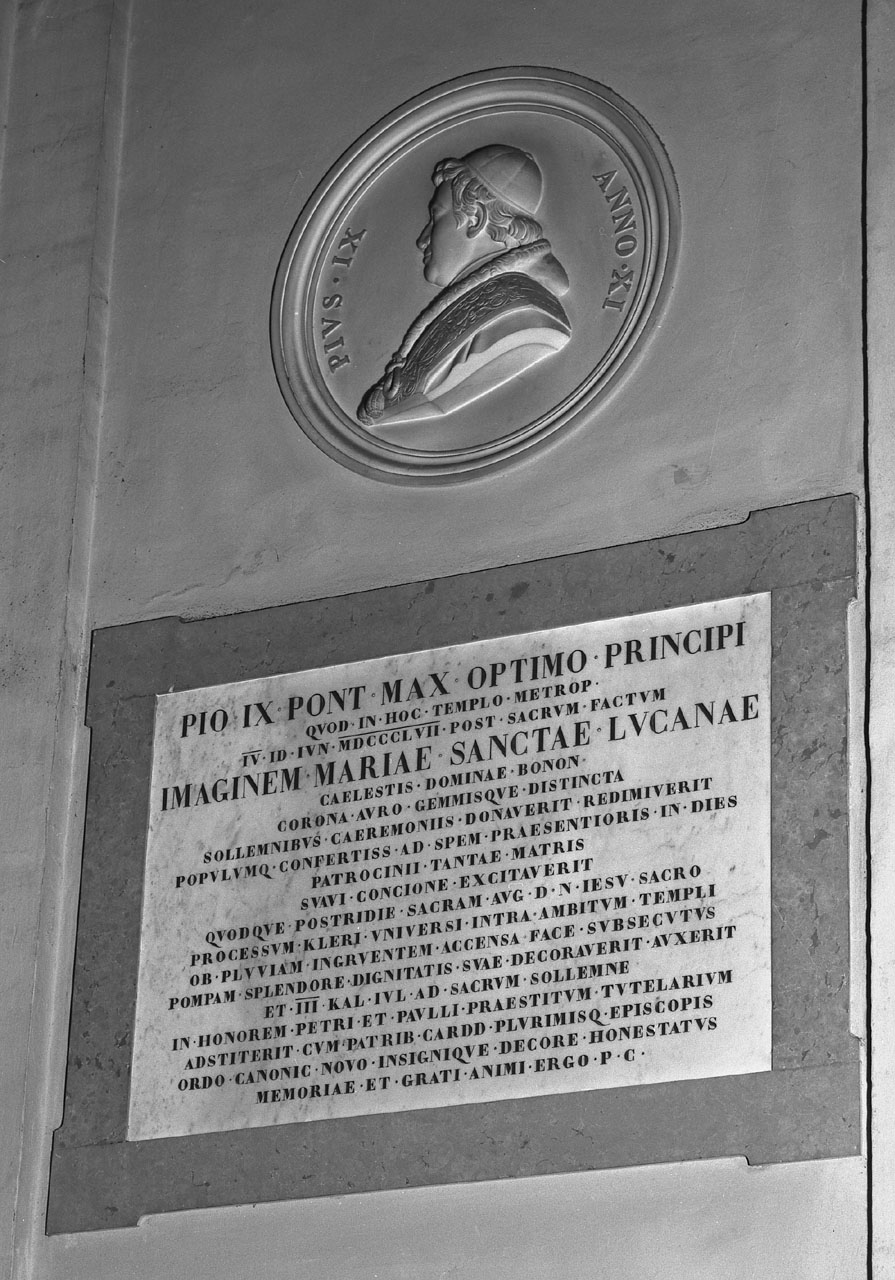 PIVS·IX
ANNO·XI
PIO·IX·PONT·MAX·OPTIMO·PRINCIPI
QVOD·IN·HOC·TEMPLO·METROP·
IV·ID·IVN·MDCCCLVII·POST·SACRVM·FACTVM
IMAGINEM·MARIAE·SANCTAE·LVCANAE
CAELESTIS·DOMINAE·BONON·
CORONA·AVRO·GEMMISQVE·DISTINCTA
SOLLEMNIBVS·CAEREMONIIS·DONAVERIT·REDIMIVERIT
POPVLVMQ·CONFERTISS·AD·SPEM·PRAESENTIORIS·IN·DIES
PATROCINII·TANTAE·MATRIS
SVAVI·CONCIONE·EXCITAVERIT
QVODQVE·POSTRIDIE·SACRAM·AVG·D·N·IESV·SACRO
PROCESSVM·KLERI·VNIVERSI·INTRA·AMBITVM·TEMPLI
OB·PLVVIAM·INGRVENTEM·ACCENSA·FACE·SVBSECVTVS
POMPAM·SPLENDORE·DIGNITATIS·SVAE·DECORAVERIT·AVXERIT
ET·III·KAL·IVL·AD·SACRVM·SOLLEMNE
IN·HONOREM·PETRI·ET·PAVLLI·PRAESTITVM·TVTELARIVM
ADSTITERIT·CVM·PATRIB·CARDD·PLVRIMISQ·EPISCOPIS
ORDO·CANONIC·NOVO·INSIGNIQVE·DECORE·HONESTATVS
MEMORIAE·ET·GRATI·ANIMI·ERGO·P·C·